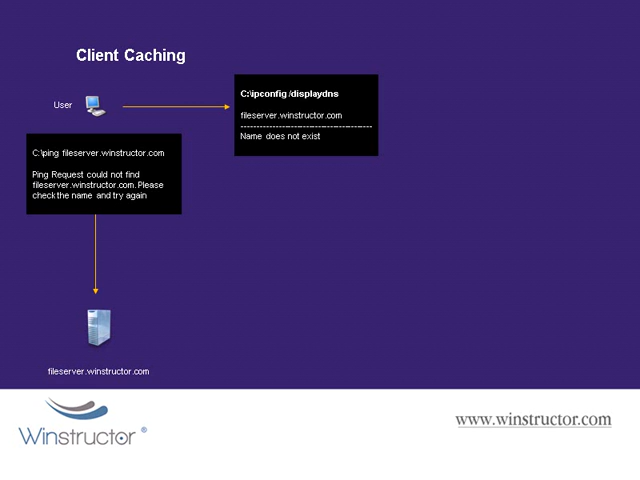 Client Caching
User
C:\ipconfig /displaydns
fileserver.winstructor.com
--------------------------------------------
Name does not exist
C:\ping fileserver.winstructor.com
Ping Request could not find
fileserver.winstructor.com. Please
check the name and try again
fileserver.winstructor.com
Winstructor ®
www.winstructor.com